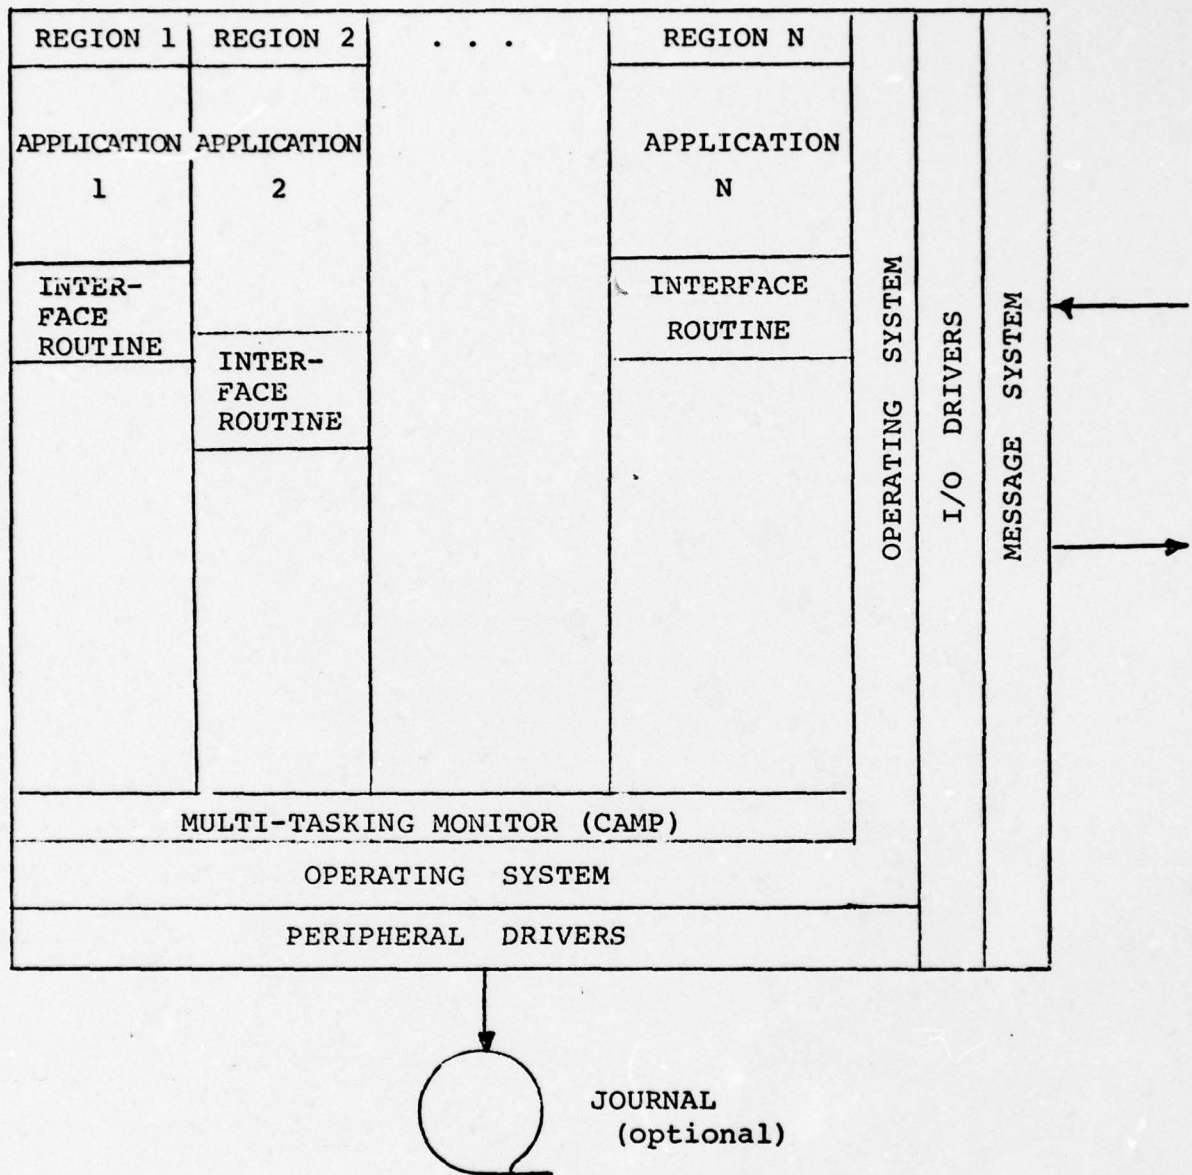 REGION 1
REGION 2
. . .
REGION N
APPLICATION
1
APPLICATION
2
APPLICATION
N
INTER-
FACE
ROUTINE
INTER-
FACE
ROUTINE
INTERFACE
ROUTINE
OPERATING SYSTEM
I/O DRIVERS
MESSAGE SYSTEM
MULTI-TASKING MONITOR (CAMP)
OPERATING SYSTEM
PERIPHERAL DRIVERS
JOURNAL
(optional)